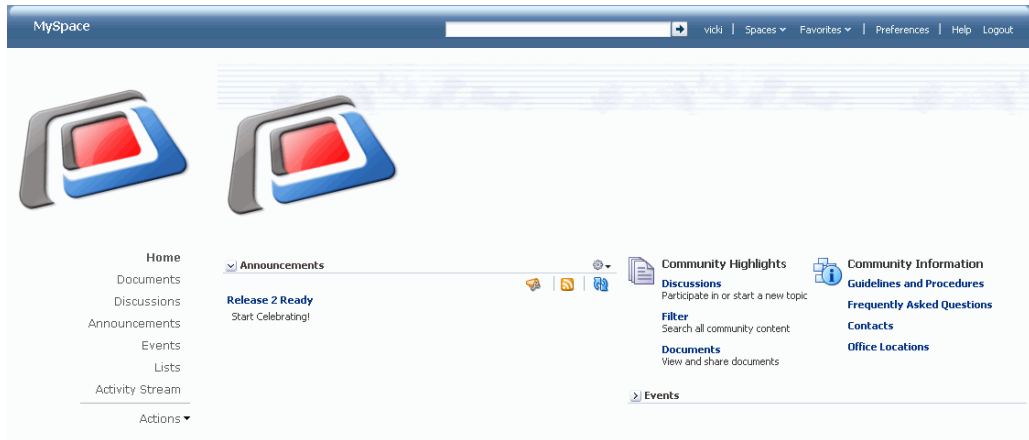 MySpace
vicki | Spaces Favorites | Preferences | Help Logout
Home
Documents
Discussions
Announcements
Events
Lists
Activity Stream
Actions
Announcements
Release 2 Ready
Start Celebrating!
Community Highlights
Discussions
Participate in or start a new topic
Filter
Search all community content
Documents
View and share documents
Community Information
Guidelines and Procedures
Frequently Asked Questions
Contacts
Office Locations
Events